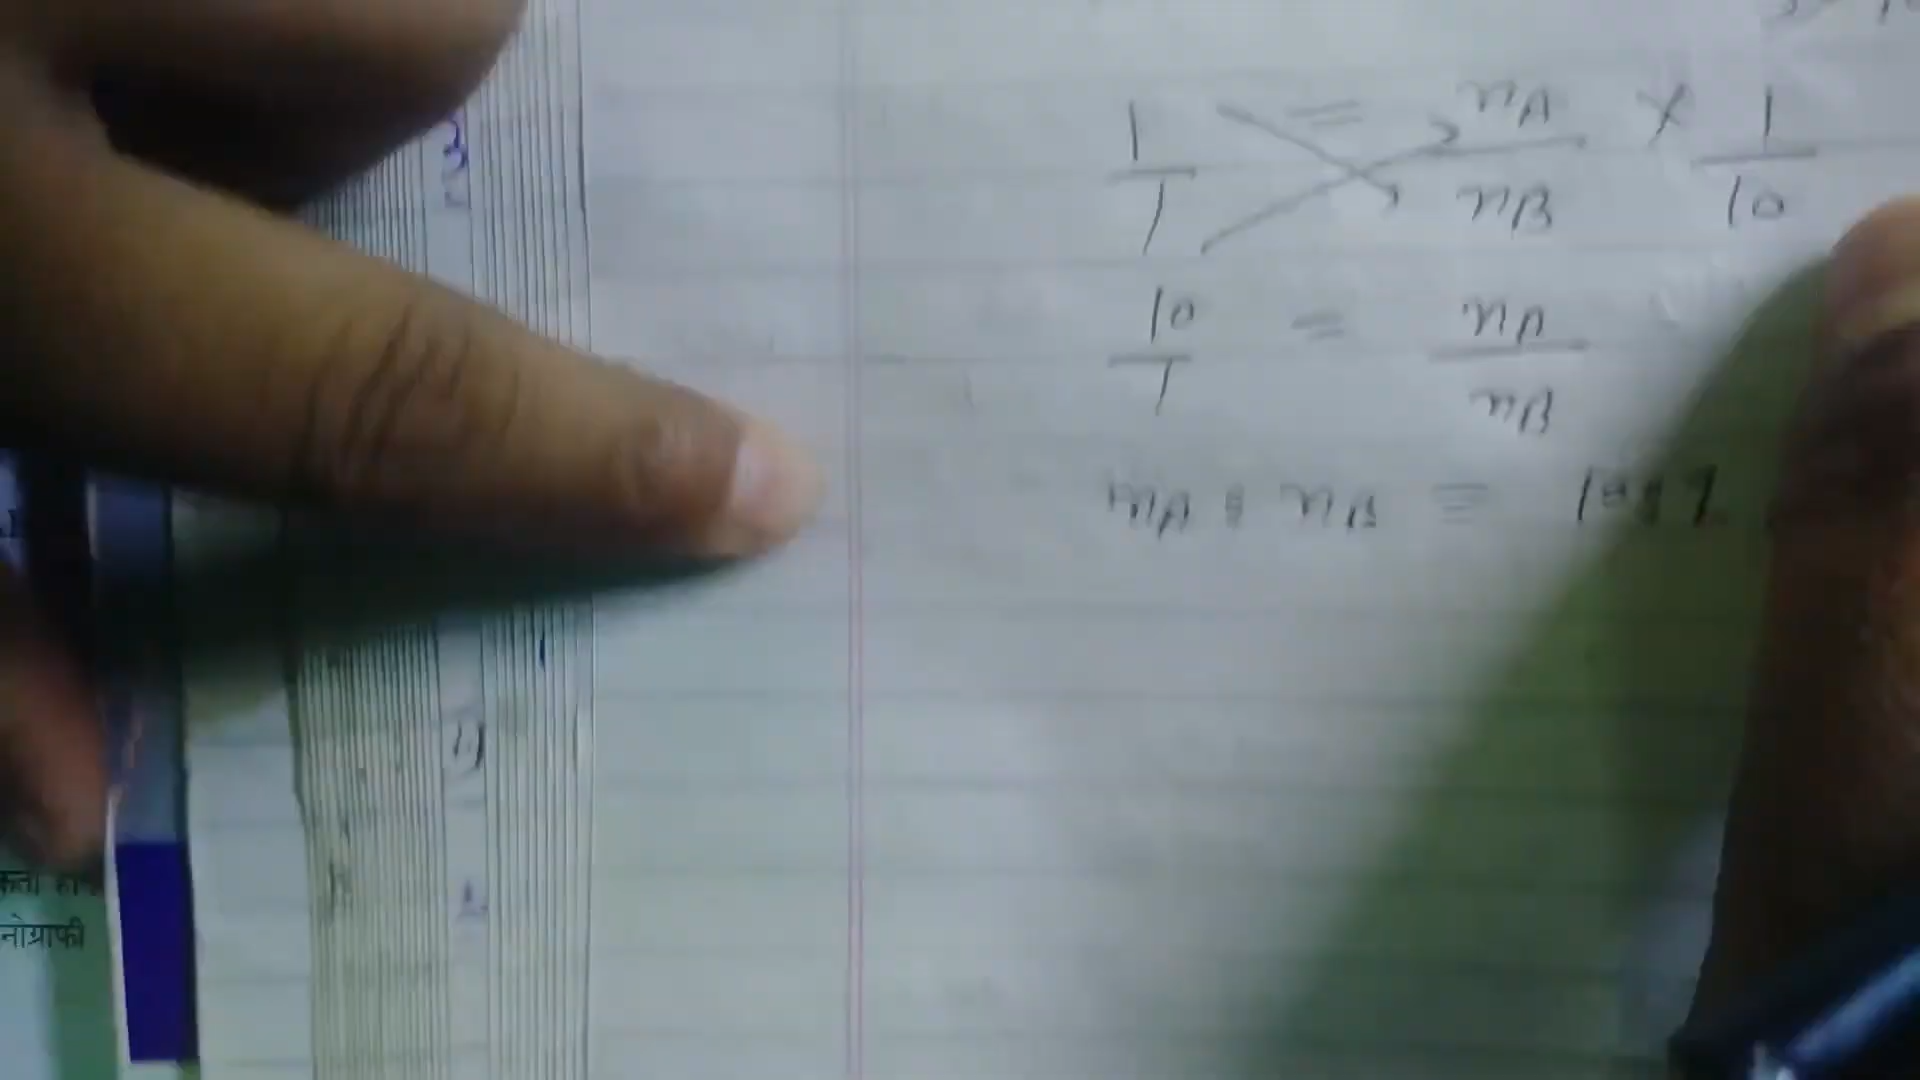 1/1 = nA/nB × 1/10
10/1 = nA/nB
nA : nB = 10:1
नोग्राफी